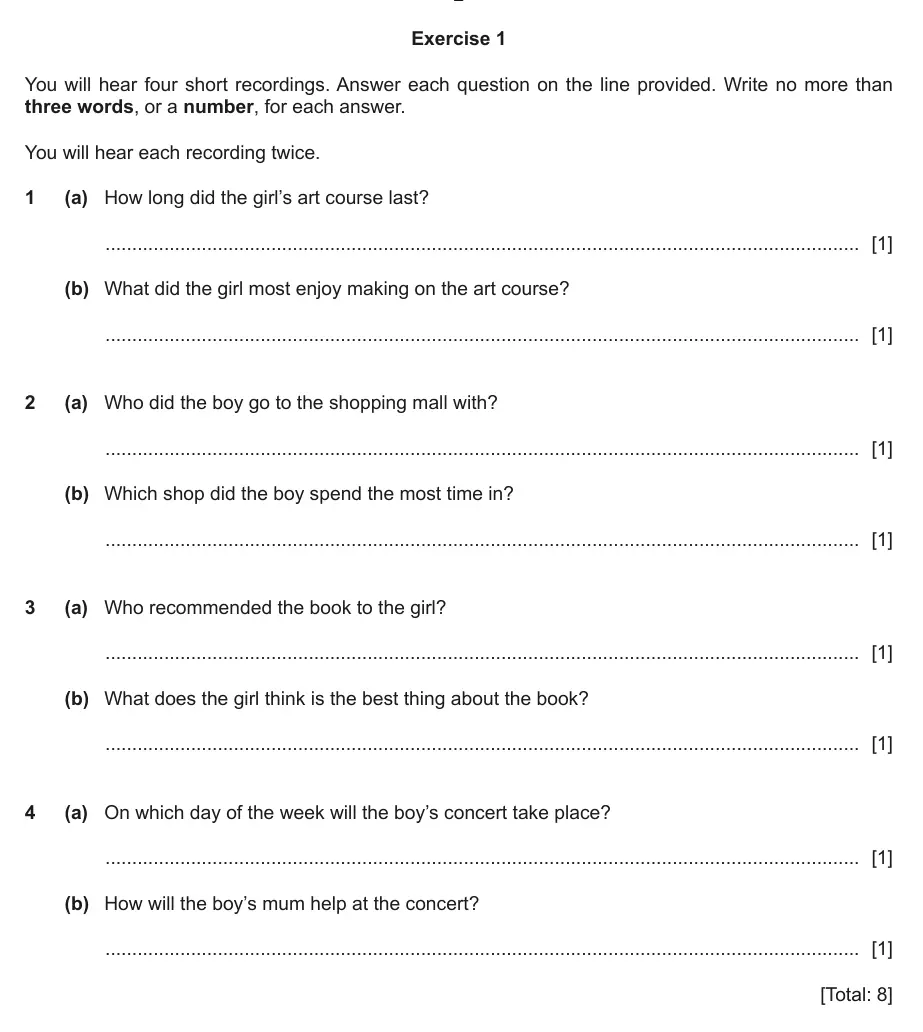 Exercise 1
You will hear four short recordings. Answer each question on the line provided. Write no more than
three words, or a number, for each answer.
You will hear each recording twice.
1 (a) How long did the girl’s art course last?
.............................................................................................................................................. [1]
(b) What did the girl most enjoy making on the art course?
.............................................................................................................................................. [1]
2 (a) Who did the boy go to the shopping mall with?
.............................................................................................................................................. [1]
(b) Which shop did the boy spend the most time in?
.............................................................................................................................................. [1]
3 (a) Who recommended the book to the girl?
.............................................................................................................................................. [1]
(b) What does the girl think is the best thing about the book?
.............................................................................................................................................. [1]
4 (a) On which day of the week will the boy’s concert take place?
.............................................................................................................................................. [1]
(b) How will the boy’s mum help at the concert?
.............................................................................................................................................. [1]
[Total: 8]